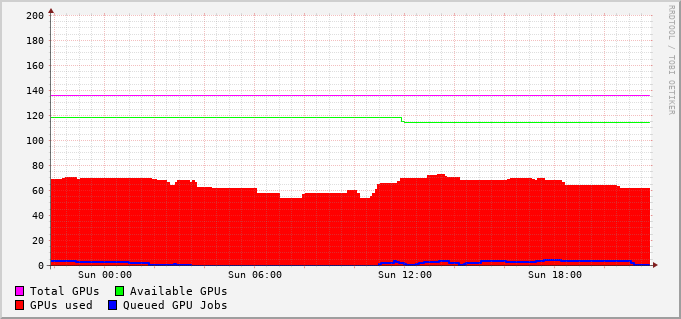 200
180
160
140
120
100
80
60
40
20
0
Sun 00:00 Sun 06:00 Sun 12:00 Sun 18:00
Total GPUs Available GPUs
GPUs used Queued GPU Jobs
RRDTOOL / TOBI OETIKER